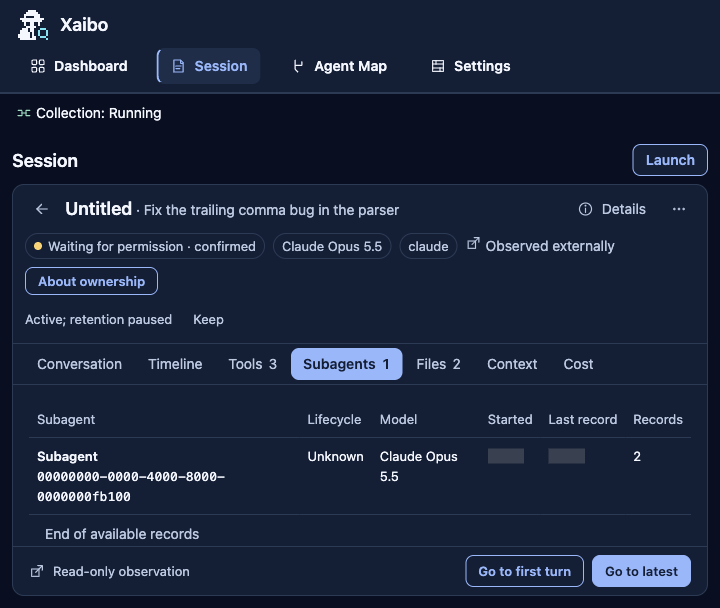 Xaibo
Dashboard Session Agent Map Settings
Collection: Running
Session Launch
Untitled · Fix the trailing comma bug in the parser Details
Waiting for permission · confirmed Claude Opus 5.5 claude Observed externally
About ownership
Active; retention paused Keep
Conversation Timeline Tools 3 Subagents 1 Files 2 Context Cost
Subagent Lifecycle Model Started Last record Records
Subagent Unknown Claude Opus 2
00000000-0000-4000-8000- 5.5
0000000fb100
End of available records
Read-only observation Go to first turn Go to latest